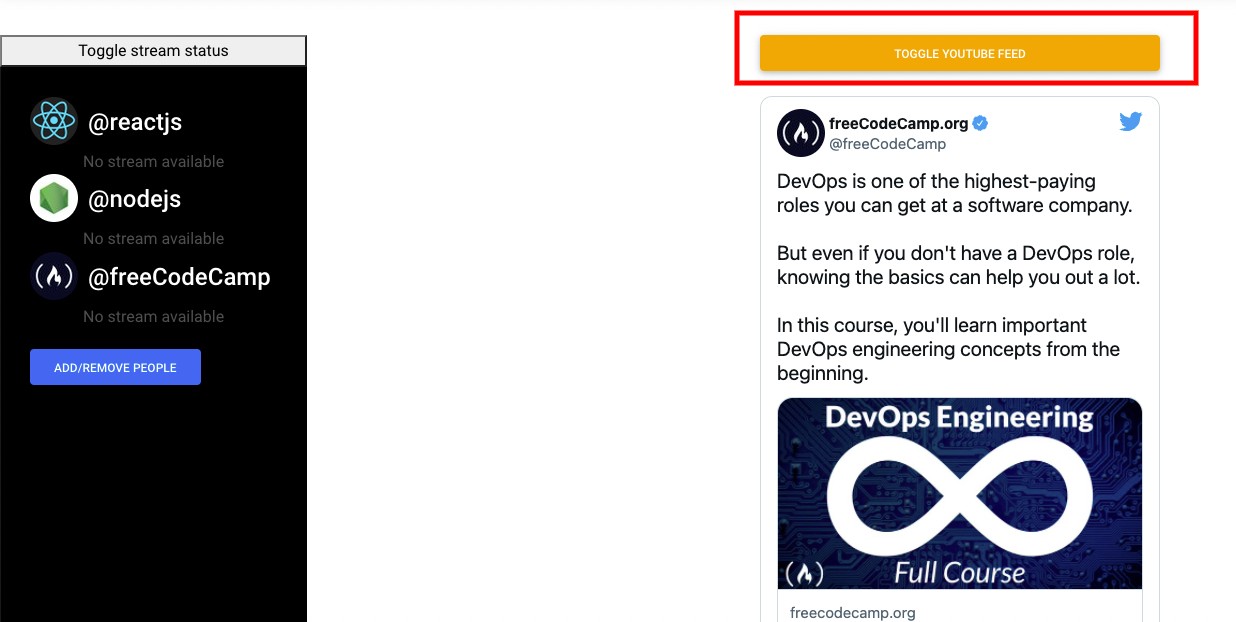 Toggle stream status
@reactjs
No stream available
@nodejs
No stream available
@freeCodeCamp
No stream available
ADD/REMOVE PEOPLE
TOGGLE YOUTUBE FEED
freeCodeCamp.org
@freeCodeCamp
DevOps is one of the highest-paying
roles you can get at a software company.
But even if you don't have a DevOps role,
knowing the basics can help you out a lot.
In this course, you'll learn important
DevOps engineering concepts from the
beginning.
DevOps Engineering
Full Course
freecodecamp.org